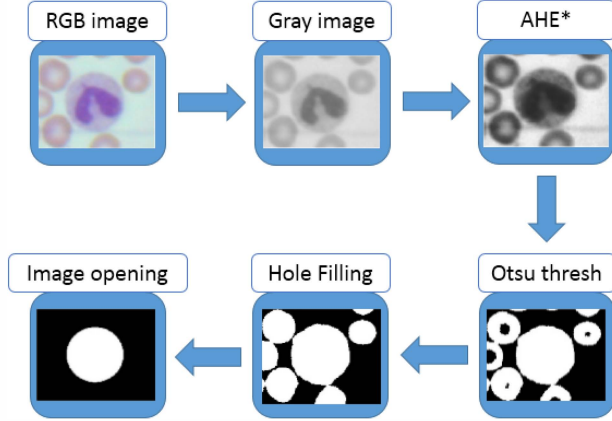 RGB image
Gray image
AHE*
Image opening
Hole Filling
Otsu thresh